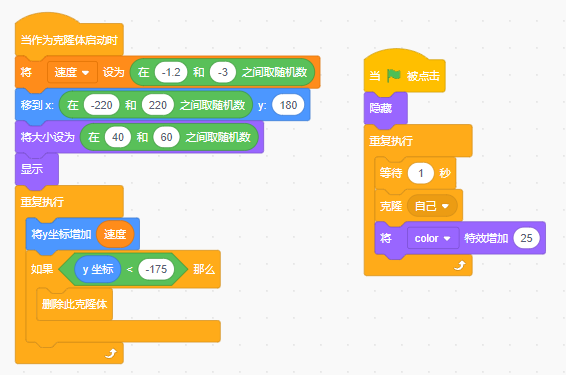 当作为克隆体启动时
将 速度 设为 在 -1.2 和 -3 之间取随机数
移到 x: 在 -220 和 220 之间取随机数 y: 180
将大小设为 在 40 和 60 之间取随机数
显示
重复执行
将y坐标增加 速度
如果 y 坐标 < -175 那么
删除此克隆体
当 被点击
隐藏
重复执行
等待 1 秒
克隆 自己
将 color 特效增加 25